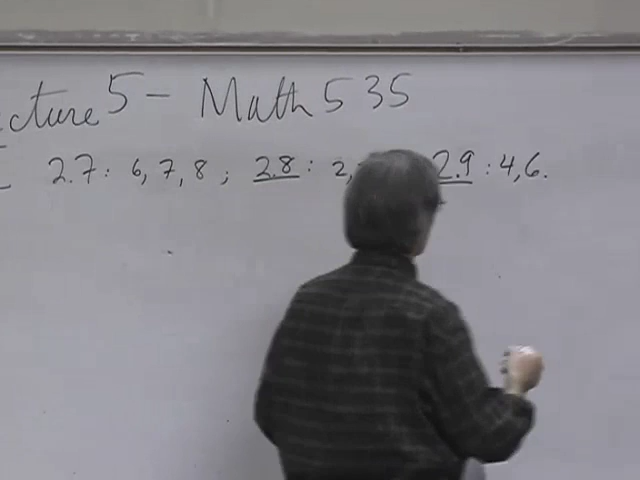 cture 5 - Math 535
2.7 : 6, 7, 8 ; 2.8 : 2, 2.9 : 4, 6.